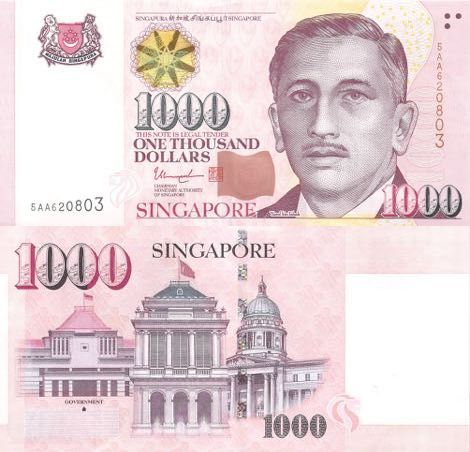 SINGAPURA 新加坡 சிங்கப்பூர் SINGAPORE
MAJULAH SINGAPURA
5AA620803
1000
THIS NOTE IS LEGAL TENDER
ONE THOUSAND
DOLLARS
CHAIRMAN
MONETARY AUTHORITY
OF SINGAPORE
5AA620803
SINGAPORE
1000
1000
SINGAPORE
GOVERNMENT
1000